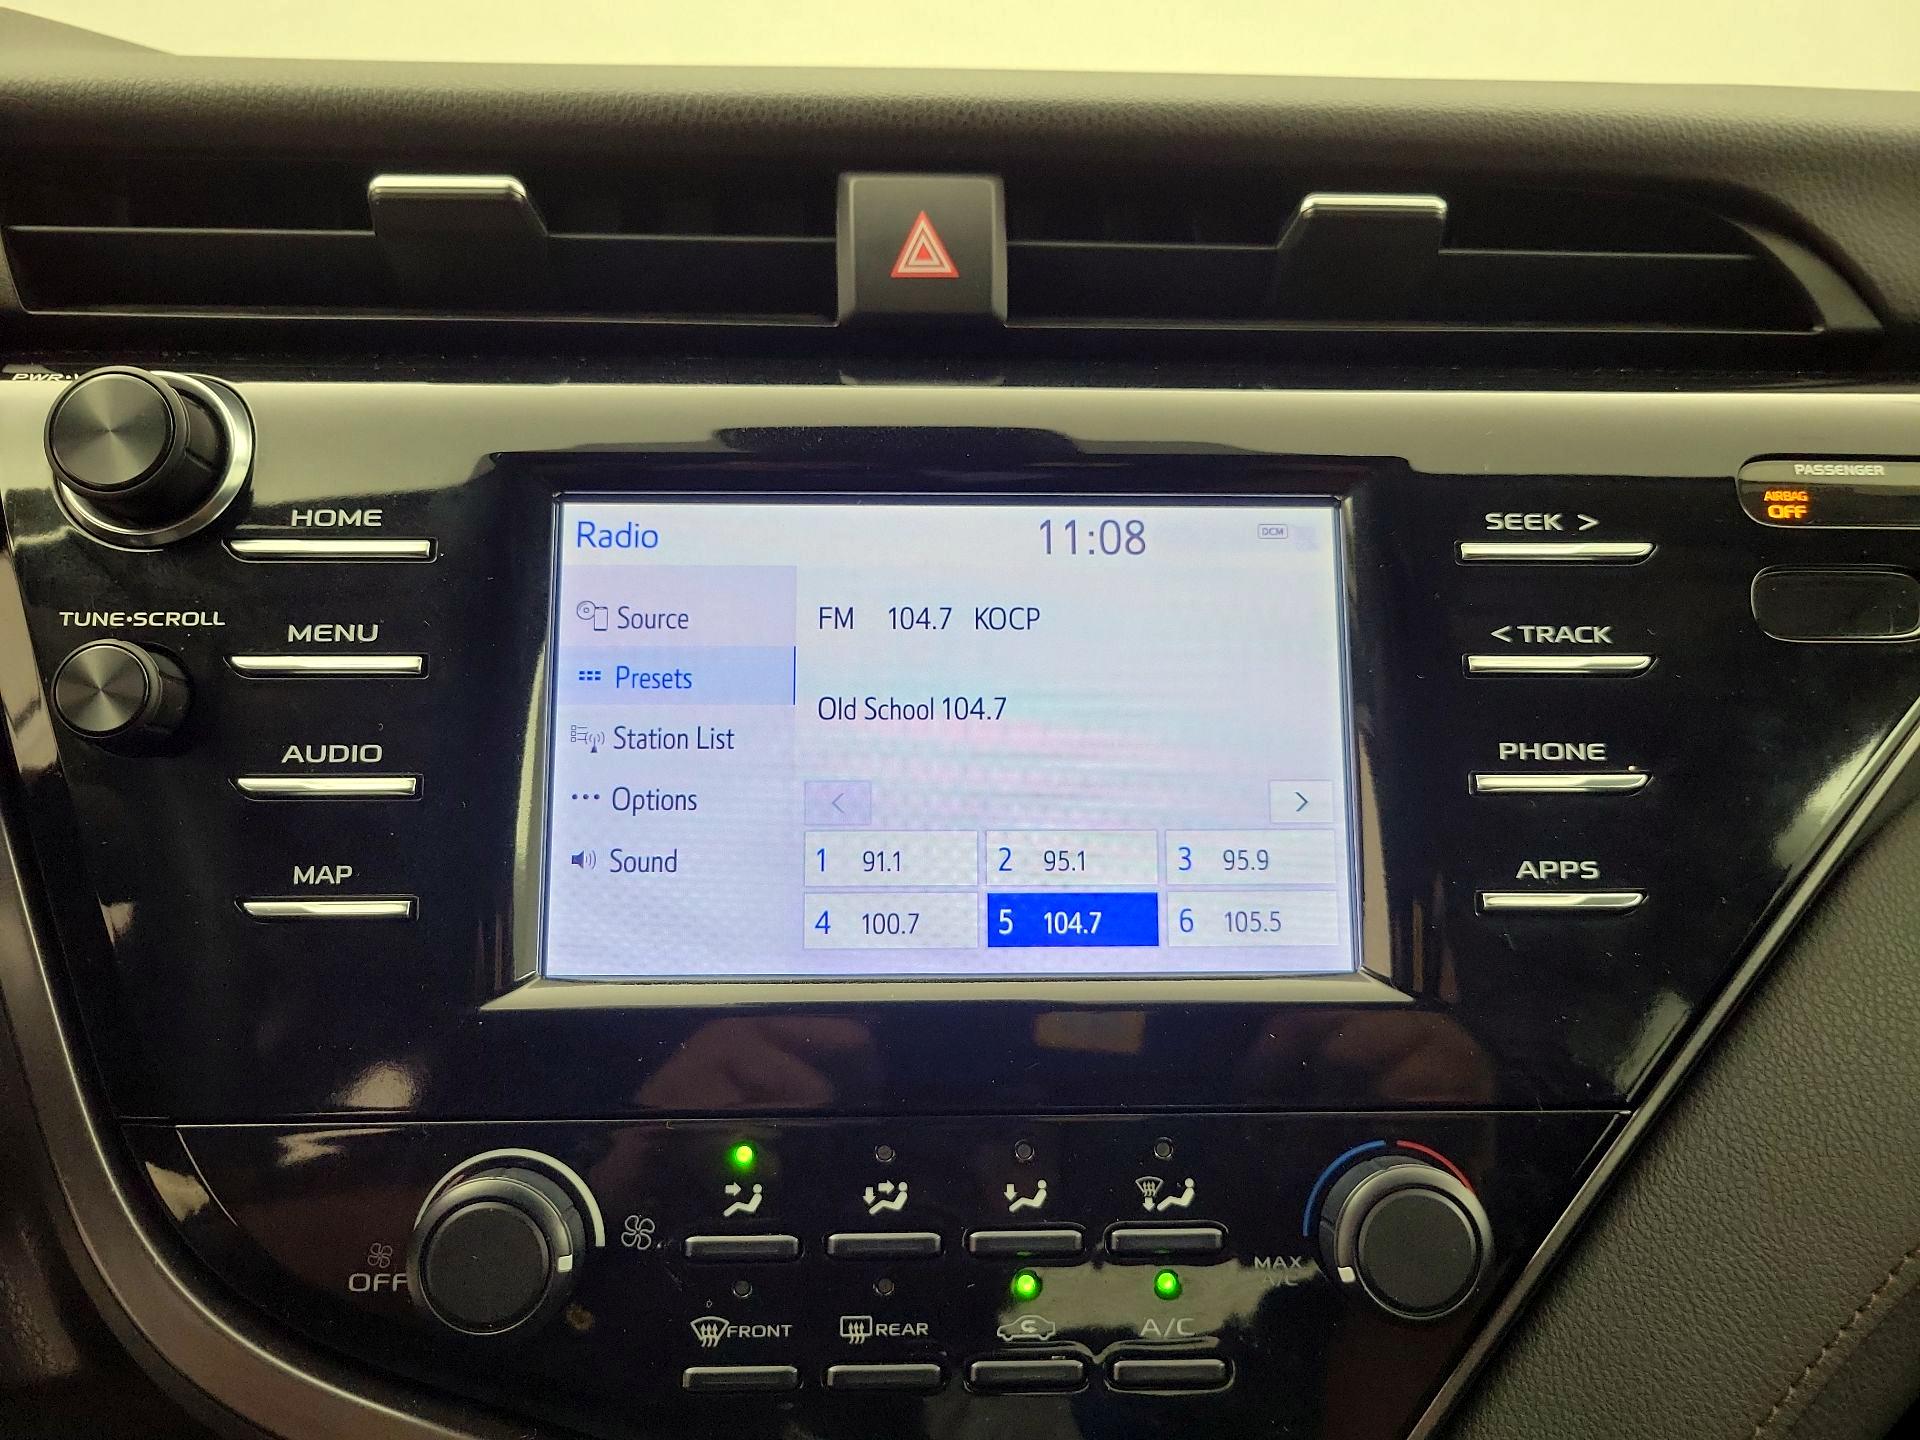 PWR
HOME
TUNE•SCROLL
MENU
AUDIO
MAP
Radio
11:08
DCM
Source
Presets
Station List
Options
Sound
FM 104.7 KOCP
Old School 104.7
<
>
1 91.1
2 95.1
3 95.9
4 100.7
5 104.7
6 105.5
SEEK >
< TRACK
PHONE
APPS
PASSENGER
AIRBAG
OFF
OFF
MAX
A/C
FRONT
REAR
A/C